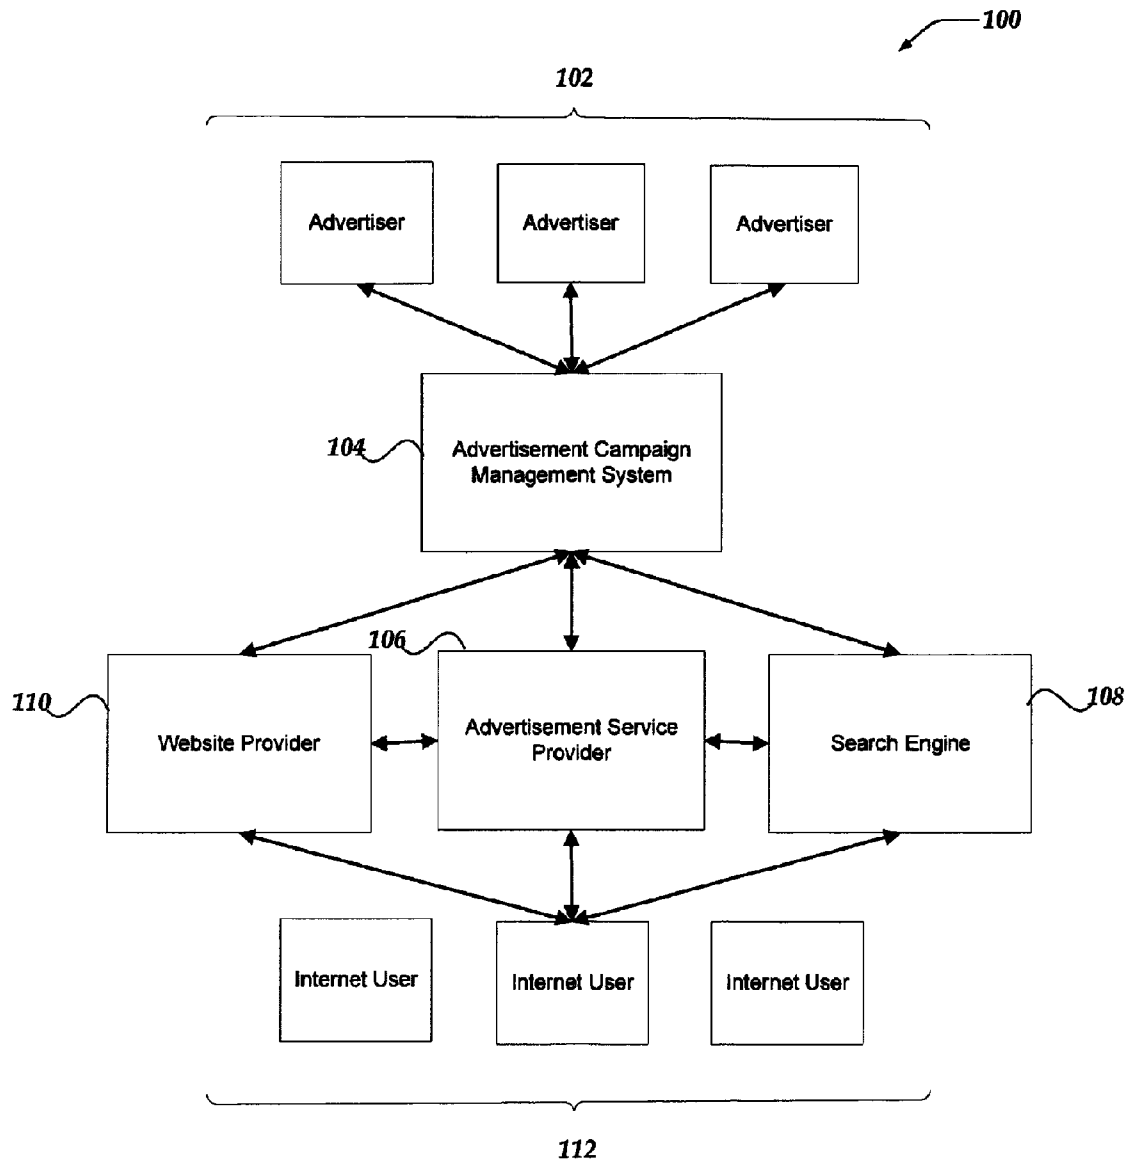 100
102
Advertiser
Advertiser
Advertiser
104
Advertisement Campaign
Management System
106
110
108
Website Provider
Advertisement Service
Provider
Search Engine
Internet User
Internet User
Internet User
112